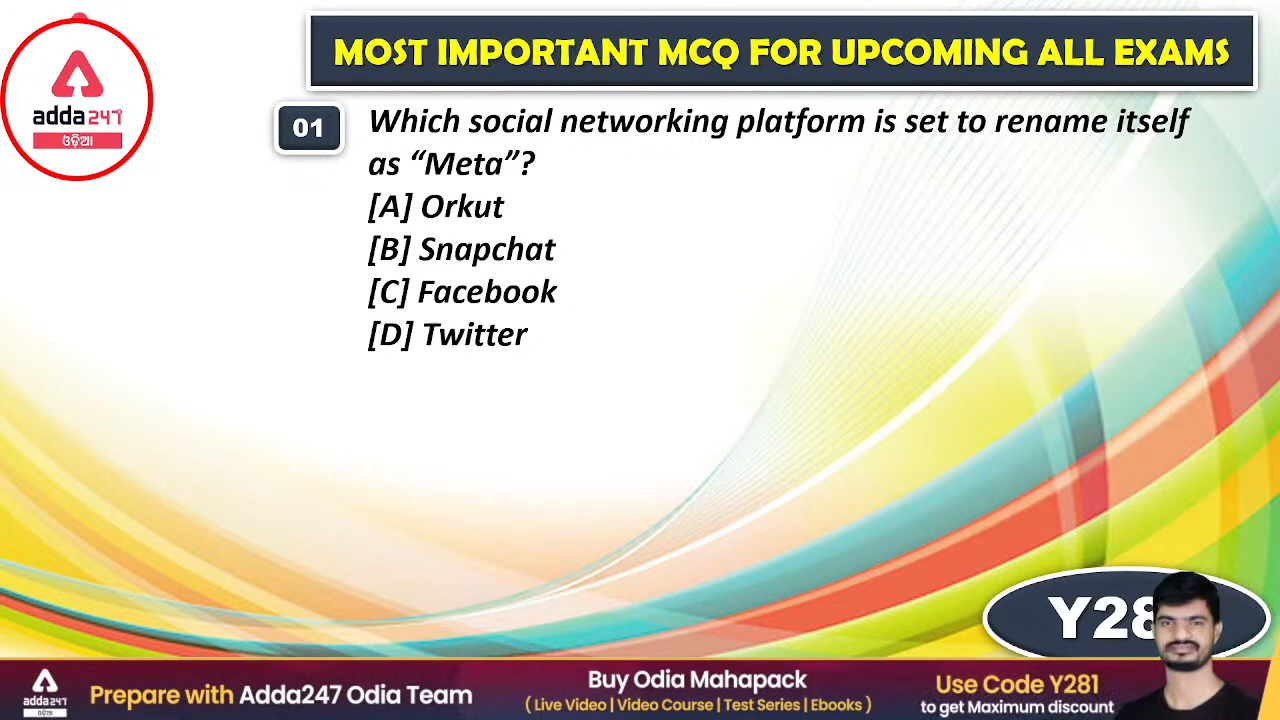 MOST IMPORTANT MCQ FOR UPCOMING ALL EXAMS
adda247
ଓଡ଼ିଆ
01
Which social networking platform is set to rename itself
as “Meta”?
[A] Orkut
[B] Snapchat
[C] Facebook
[D] Twitter
adda247
ଓଡ଼ିଆ
Prepare with Adda247 Odia Team
Buy Odia Mahapack
( Live Video | Video Course | Test Series | Ebooks )
Use Code Y281
to get Maximum discount